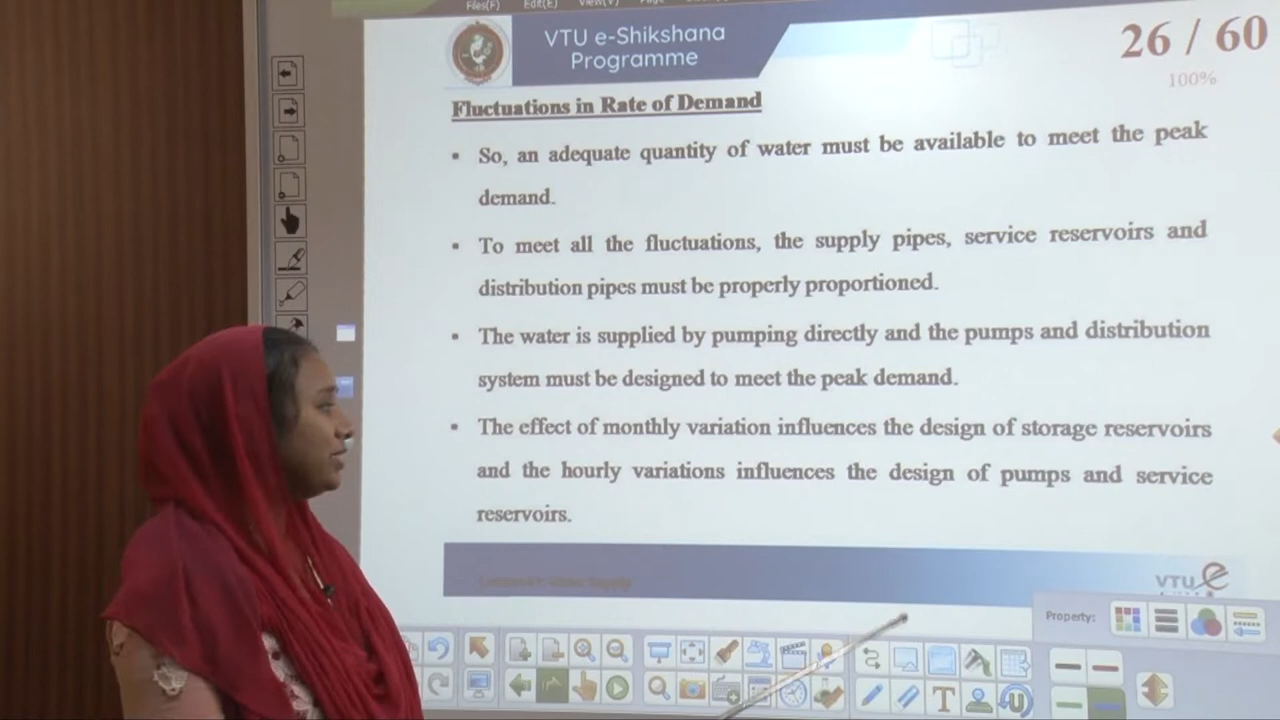 Files(F) Edit(E) View(V) Page
VTU e-Shikshana
Programme
26 / 60
100%
Fluctuations in Rate of Demand
▪ So, an adequate quantity of water must be available to meet the peak
demand.
▪ To meet all the fluctuations, the supply pipes, service reservoirs and
distribution pipes must be properly proportioned.
▪ The water is supplied by pumping directly and the pumps and distribution
system must be designed to meet the peak demand.
▪ The effect of monthly variation influences the design of storage reservoirs
and the hourly variations influences the design of pumps and service
reservoirs.
VTU e
Property: